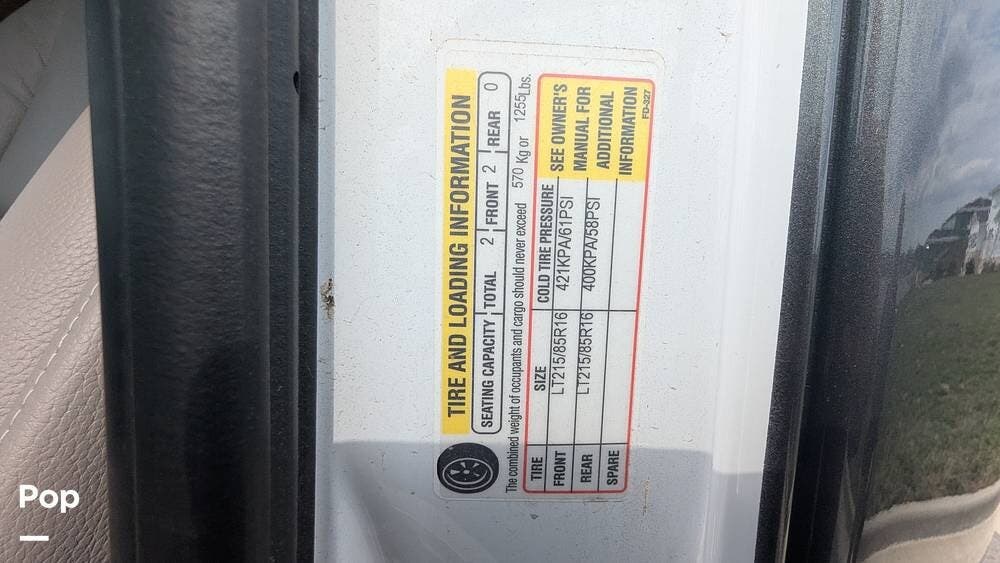 TIRE AND LOADING INFORMATION
SEATING CAPACITY TOTAL 2 FRONT 2 REAR 0
The combined weight of occupants and cargo should never exceed 570 Kg or 1255Lbs.
TIRE SIZE COLD TIRE PRESSURE
FRONT LT215/85R16 421KPA/61PSI
REAR LT215/85R16 400KPA/58PSI
SPARE
SEE OWNER'S
MANUAL FOR
ADDITIONAL
INFORMATION
FD-327
Pop